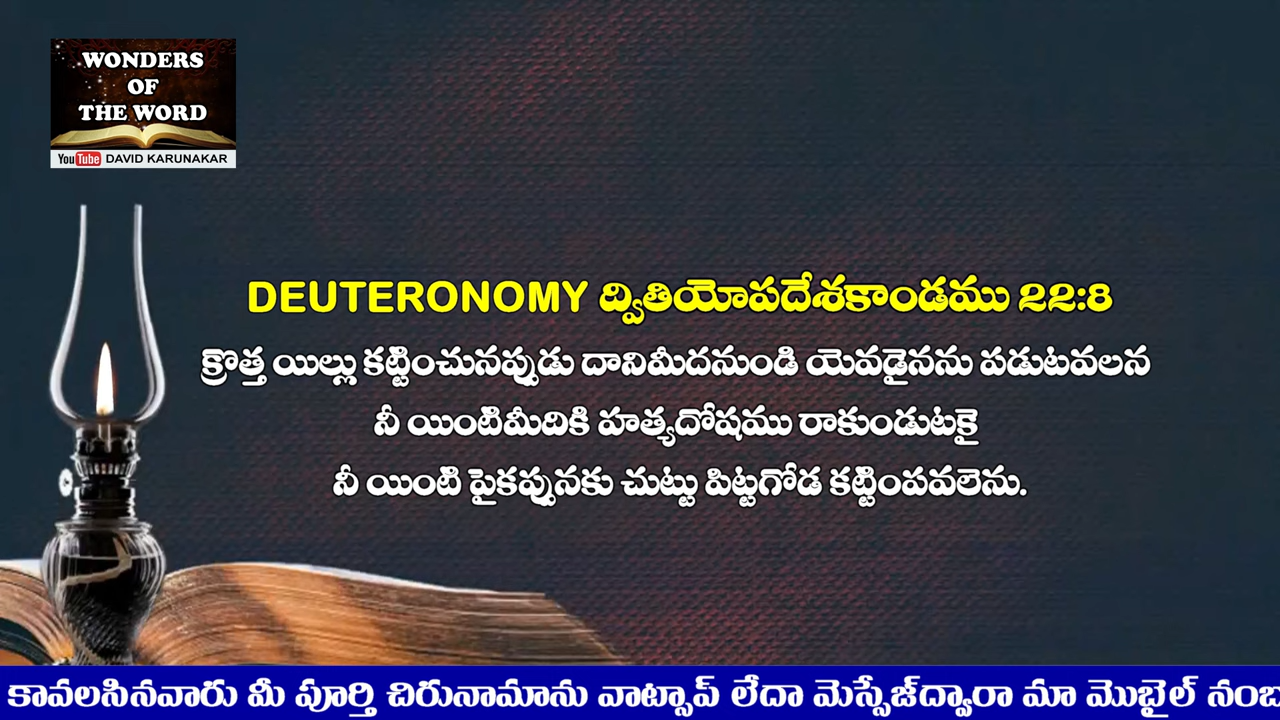 WONDERS
OF
THE WORD
YouTube DAVID KARUNAKAR
DEUTERONOMY ద్వితియోపదేశకాండము 22:8
క్రొత్త యిల్లు కట్టించునప్పుడు దానిమీదనుండి యెవడైనను పడుటవలన
నీ యింటిమీదికి హత్యదోషము రాకుండుటకై
నీ యింటి పైకప్పునకు చుట్టు పిట్టగోడ కట్టింపవలెను.
కావలసినవారు మీ పూర్తి చిరునామాను వాట్సాప్ లేదా మెస్సేజ్‌ద్వారా మా మొబైల్